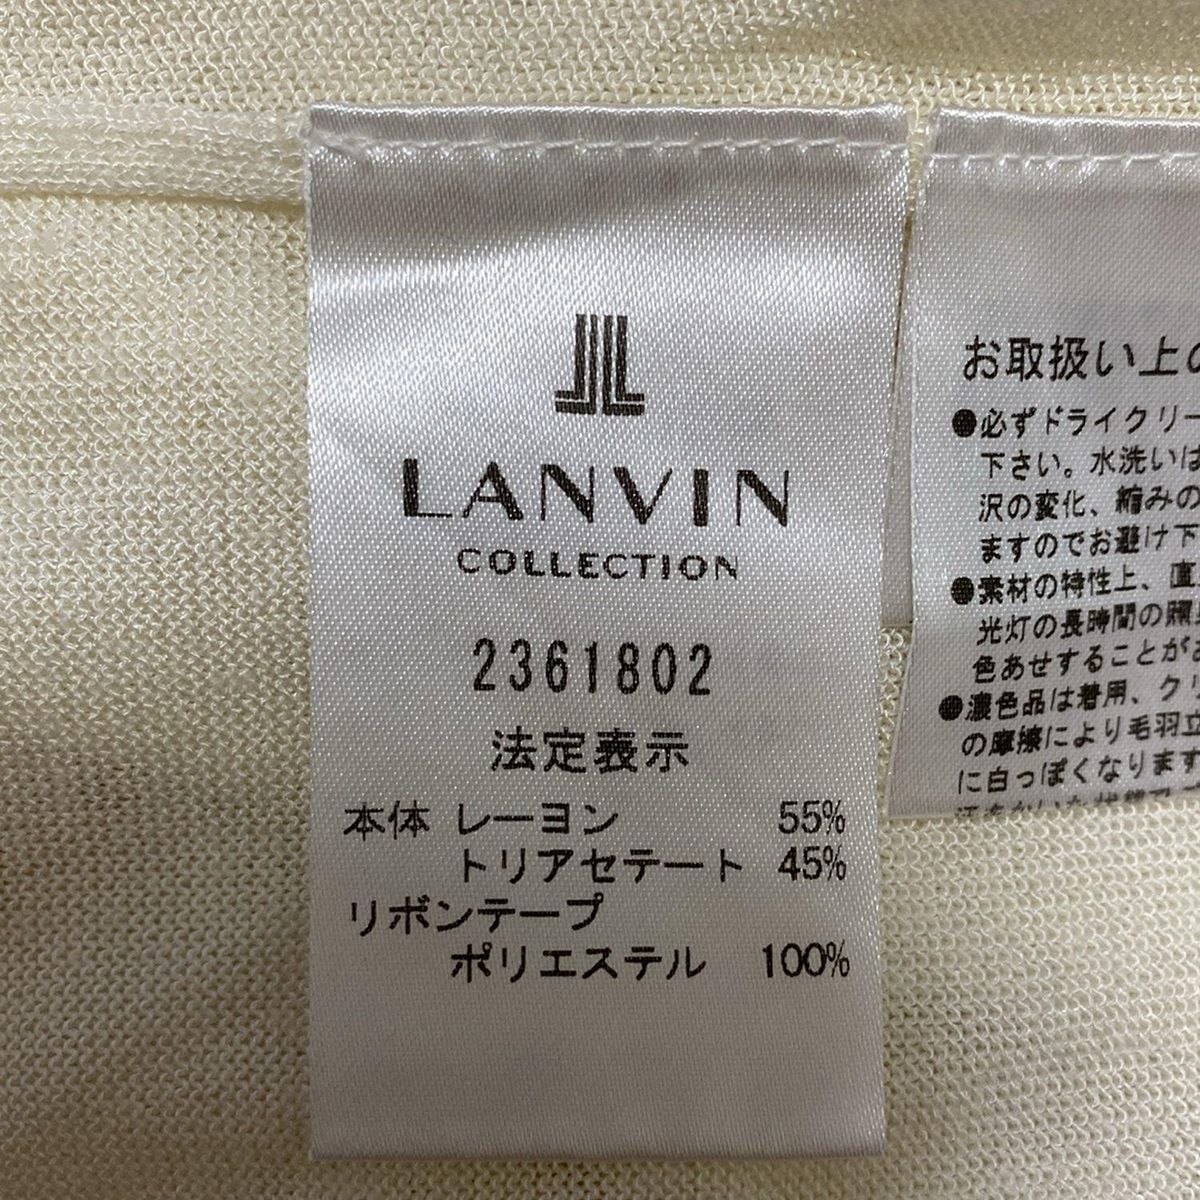 LANVIN
COLLECTION
2361802
法定表示
本体 レーヨン 55%
トリアセテート 45%
リボンテープ
ポリエステル 100%
お取扱い上の
●必ずドライクリー
下さい。水洗いは
沢の変化、縮みの
ますのでお避け下
●素材の特性上、直
光灯の長時間の照
色あせすることが
●濃色品は着用、クリ
の摩擦により毛羽立
に白っぽくなります